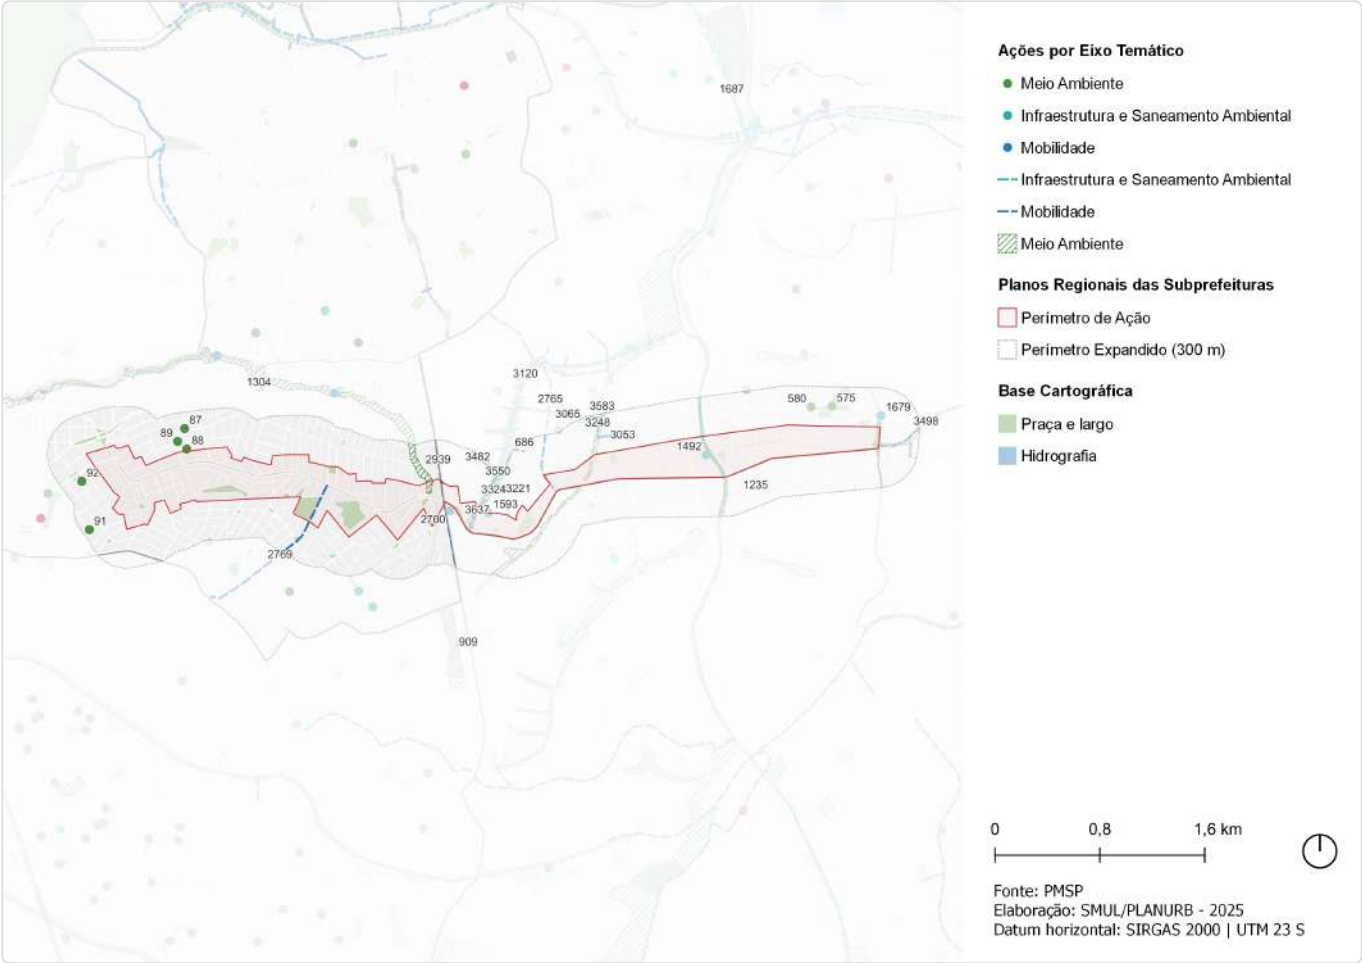 1687
1304
3120
2765
3065
3583
3248
3053
580
575
1679
3498
87
89
88
92
91
2939
3482
686
3550
33243221
1593
3637
2700
1492
1235
2769
909
Ações por Eixo Temático
Meio Ambiente
Infraestrutura e Saneamento Ambiental
Mobilidade
Infraestrutura e Saneamento Ambiental
Mobilidade
Meio Ambiente
Planos Regionais das Subprefeituras
Perímetro de Ação
Perímetro Expandido (300 m)
Base Cartográfica
Praça e largo
Hidrografia
0 0,8 1,6 km
Fonte: PMSP
Elaboração: SMUL/PLANURB - 2025
Datum horizontal: SIRGAS 2000 | UTM 23 S